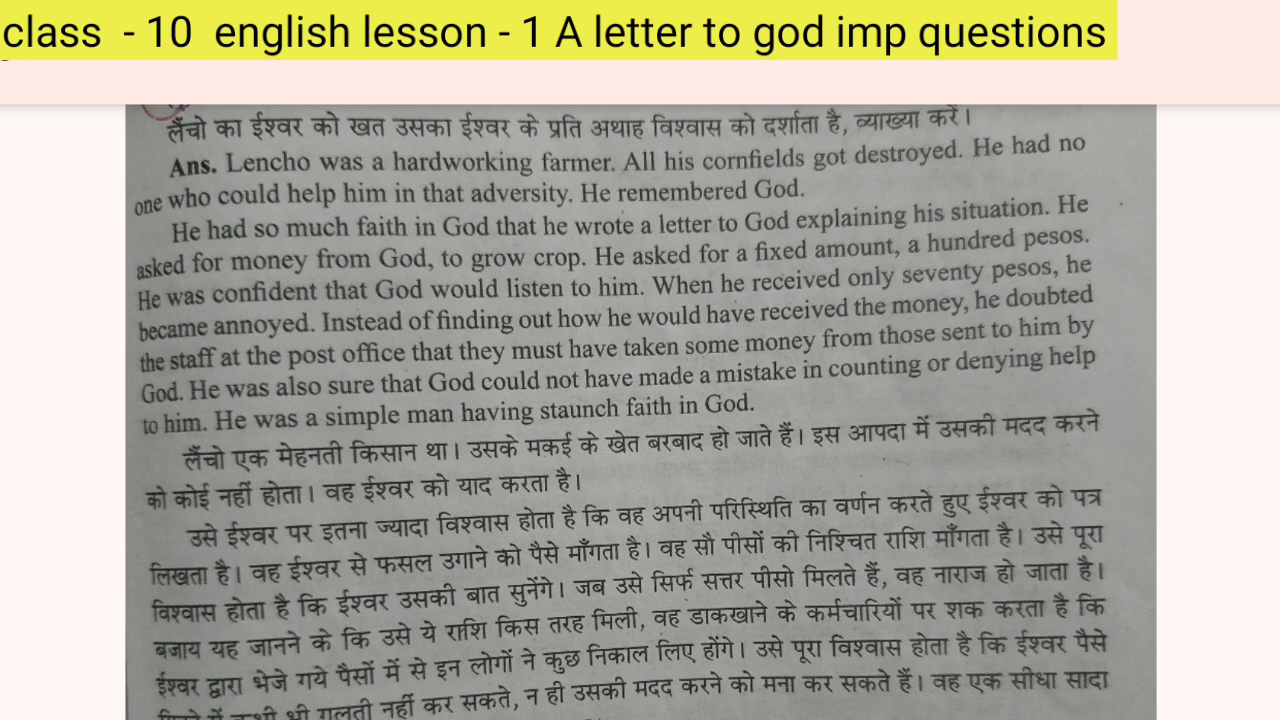 class - 10 english lesson - 1 A letter to god imp questions
लैंचो का ईश्वर को खत उसका ईश्वर के प्रति अथाह विश्वास को दर्शाता है, व्याख्या करें।
Ans. Lencho was a hardworking farmer. All his cornfields got destroyed. He had no
one who could help him in that adversity. He remembered God.
He had so much faith in God that he wrote a letter to God explaining his situation. He
asked for money from God, to grow crop. He asked for a fixed amount, a hundred pesos.
He was confident that God would listen to him. When he received only seventy pesos, he
became annoyed. Instead of finding out how he would have received the money, he doubted
the staff at the post office that they must have taken some money from those sent to him by
God. He was also sure that God could not have made a mistake in counting or denying help
to him. He was a simple man having staunch faith in God.
लैंचो एक मेहनती किसान था। उसके मकई के खेत बरबाद हो जाते हैं। इस आपदा में उसकी मदद करने
को कोई नहीं होता। वह ईश्वर को याद करता है।
उसे ईश्वर पर इतना ज्यादा विश्वास होता है कि वह अपनी परिस्थिति का वर्णन करते हुए ईश्वर को पत्र
लिखता है। वह ईश्वर से फसल उगाने को पैसे माँगता है। वह सौ पीसों की निश्चित राशि माँगता है। उसे पूरा
विश्वास होता है कि ईश्वर उसकी बात सुनेंगे। जब उसे सिर्फ सत्तर पीसो मिलते हैं, वह नाराज हो जाता है।
बजाय यह जानने के कि उसे ये राशि किस तरह मिली, वह डाकखाने के कर्मचारियों पर शक करता है कि
ईश्वर द्वारा भेजे गये पैसों में से इन लोगों ने कुछ निकाल लिए होंगे। उसे पूरा विश्वास होता है कि ईश्वर पैसे
में कभी भी गलती नहीं कर सकते, न ही उसकी मदद करने को मना कर सकते हैं। वह एक सीधा सादा